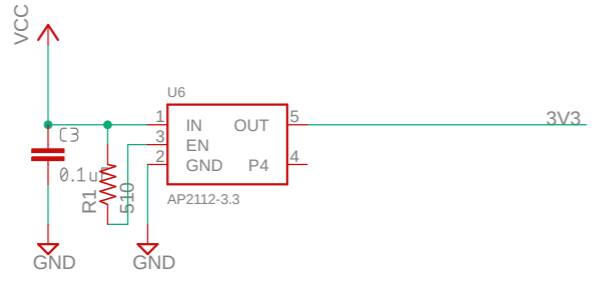 VCC
U6
1 IN OUT 5
3 EN
2 GND P4 4
AP2112-3.3
3V3
C3
0.1u
R1
510
GND
GND